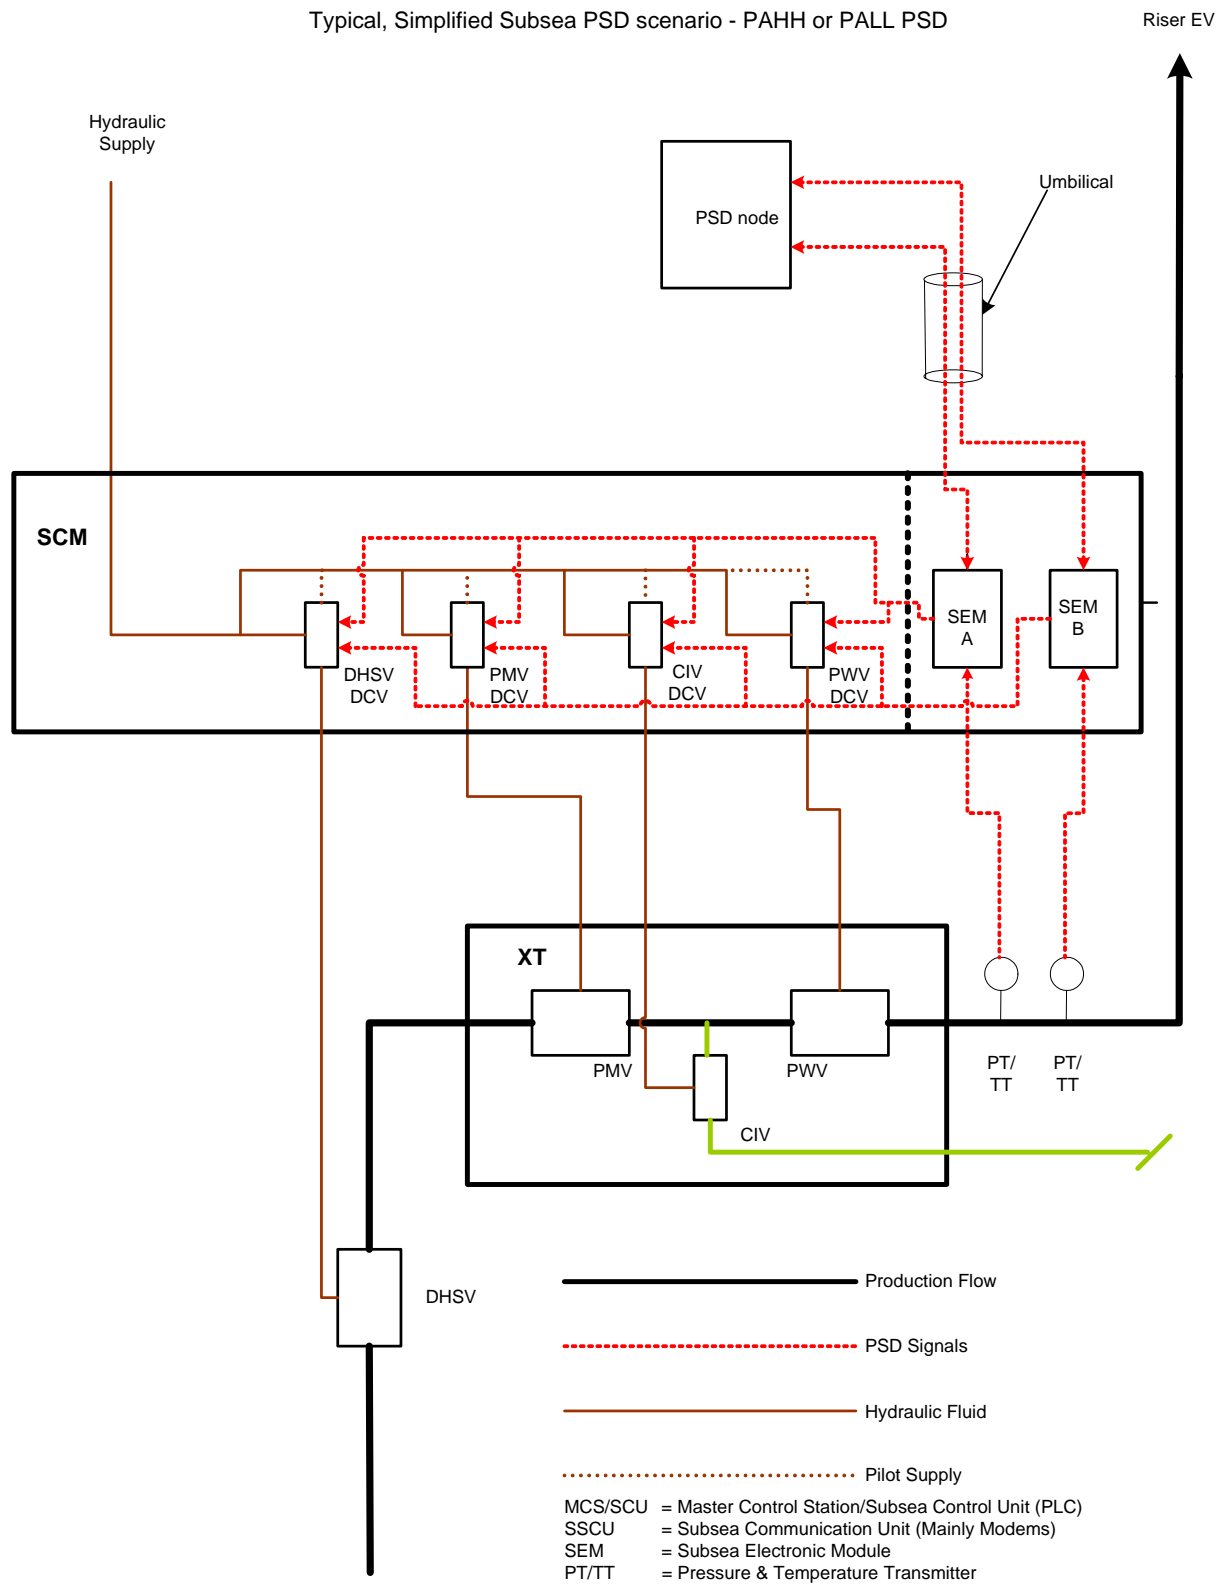 Typical, Simplified Subsea PSD scenario - PAHH or PALL PSD
Riser EV
Hydraulic
Supply
Umbilical
PSD node
SCM
SEM
A
SEM
B
DHSV
DCV
PMV
DCV
CIV
DCV
PWV
DCV
XT
PMV
PWV
PT/
TT
PT/
TT
CIV
DHSV
Production Flow
PSD Signals
Hydraulic Fluid
Pilot Supply
MCS/SCU = Master Control Station/Subsea Control Unit (PLC)
SSCU = Subsea Communication Unit (Mainly Modems)
SEM = Subsea Electronic Module
PT/TT = Pressure & Temperature Transmitter